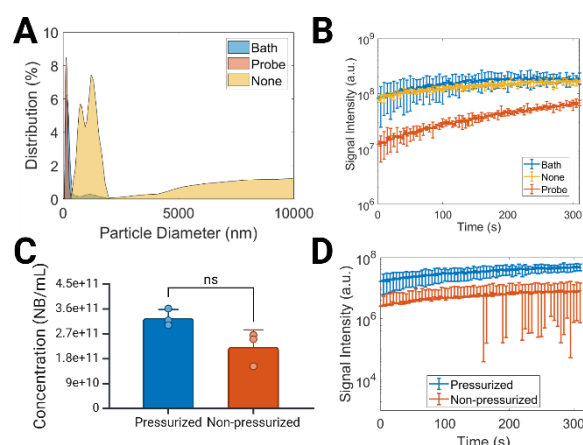 A
Distribution (%)
10
8
6
4
2
0
Bath
Probe
None
0
5000
10000
Particle Diameter (nm)
B
Signal Intensity (a.u.)
10⁹
10⁸
10⁷
10⁶
Bath
None
Probe
0
100
200
300
Time (s)
C
Concentration (NB/mL)
4.5e+11
3.6e+11
2.7e+11
1.8e+11
9e+10
0
ns
Pressurized
Non-pressurized
D
Signal Intensity (a.u.)
10⁸
10⁶
10⁴
Pressurized
Non-pressurized
0
100
200
300
Time (s)